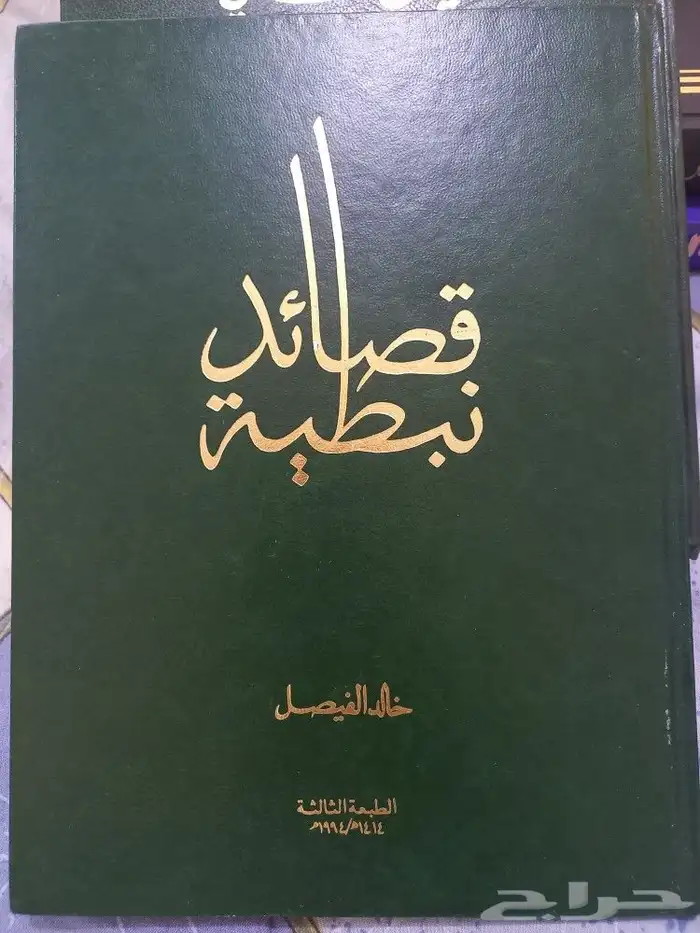 قصائد
نبطية
خالد الفيصل
الطبعة الثالثة
١٤١٤هـ/١٩٩٤م
حراج